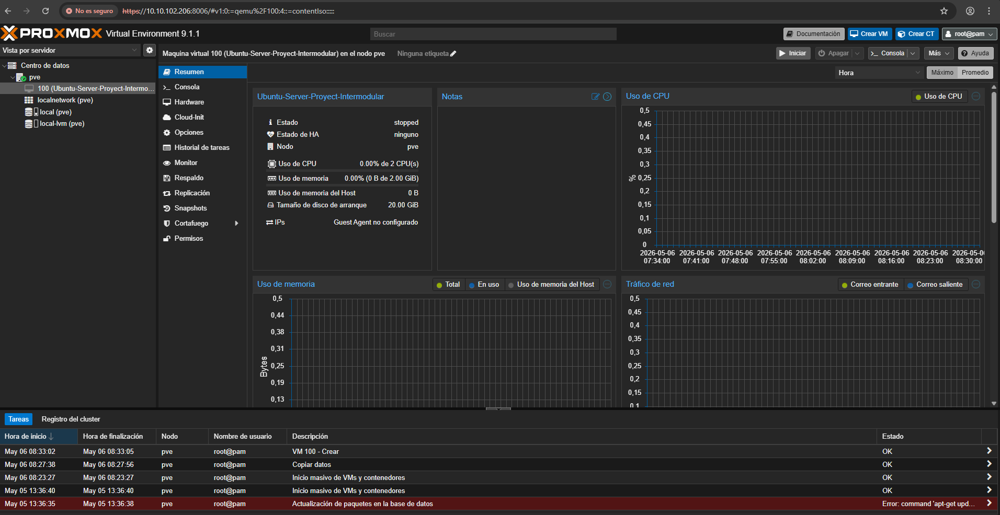 No es seguro https://10.10.102.206:8006/#v1:0:=qemu%2F100:4::=contentIso:::::
PROXMOX Virtual Environment 9.1.1 Buscar Documentación Crear VM Crear CT root@pam
Vista por servidor
Maquina virtual 100 (Ubuntu-Server-Proyect-Intermodular) en el nodo pve Ninguna etiqueta Iniciar Apagar Consola Más Ayuda
Centro de datos
pve
100 (Ubuntu-Server-Proyect-Intermo...
localnetwork (pve)
local (pve)
local-lvm (pve)
Resumen
Consola
Hardware
Cloud-Init
Opciones
Historial de tareas
Monitor
Respaldo
Replicación
Snapshots
Cortafuego
Permisos
Hora Máximo Promedio
Ubuntu-Server-Proyect-Intermodular
Estado stopped
Estado de HA ninguno
Nodo pve
Uso de CPU 0.00% de 2 CPU(s)
Uso de memoria 0.00% (0 B de 2.00 GiB)
Uso de memoria del Host 0 B
Tamaño de disco de arranque 20.00 GiB
IPs Guest Agent no configurado
Notas
Uso de CPU Uso de CPU
0,5
0,45
0,4
0,35
0,3
0,25
0,2
0,15
0,1
0,05
0
%
2026-05-06 2026-05-06 2026-05-06 2026-05-06 2026-05-06 2026-05-06 2026-05-06 2026-05-06 2026-05-0
07:34:00 07:41:00 07:48:00 07:55:00 08:02:00 08:09:00 08:16:00 08:23:00 08:30:00
Uso de memoria Total En uso Uso de memoria del Host
0,5
0,44
0,38
0,31
0,25
0,19
0,13
Bytes
Tráfico de red Correo entrante Correo saliente
0,5
0,45
0,4
0,35
0,3
0,25
0,2
0,15
0,1
Tareas Registro del cluster
Hora de inicio Hora de finalización Nodo Nombre de usuario Descripción Estado
May 06 08:33:02 May 06 08:33:05 pve root@pam VM 100 - Crear OK
May 06 08:27:38 May 06 08:27:56 pve root@pam Copiar datos OK
May 06 08:23:27 May 06 08:23:27 pve root@pam Inicio masivo de VMs y contenedores OK
May 05 13:36:40 May 05 13:36:40 pve root@pam Inicio masivo de VMs y contenedores OK
May 05 13:36:35 May 05 13:36:38 pve root@pam Actualización de paquetes en la base de datos Error: command 'apt-get upd...